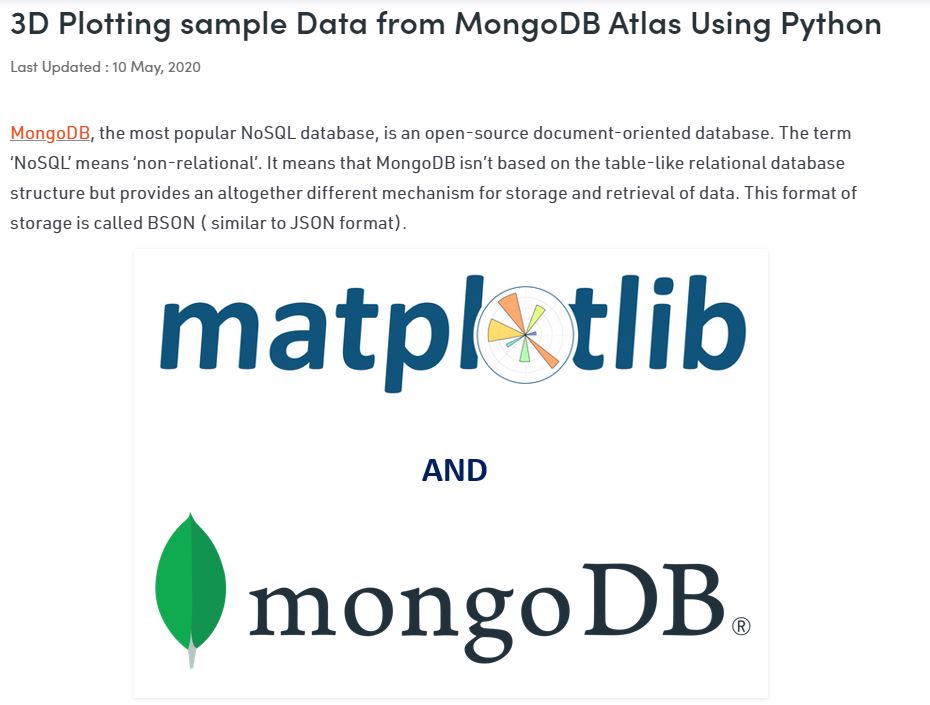 3D Plotting sample Data from MongoDB Atlas Using Python
Last Updated : 10 May, 2020
MongoDB, the most popular NoSQL database, is an open-source document-oriented database. The term
‘NoSQL’ means ‘non-relational’. It means that MongoDB isn’t based on the table-like relational database
structure but provides an altogether different mechanism for storage and retrieval of data. This format of
storage is called BSON ( similar to JSON format).
matplotlib
AND
mongoDB®